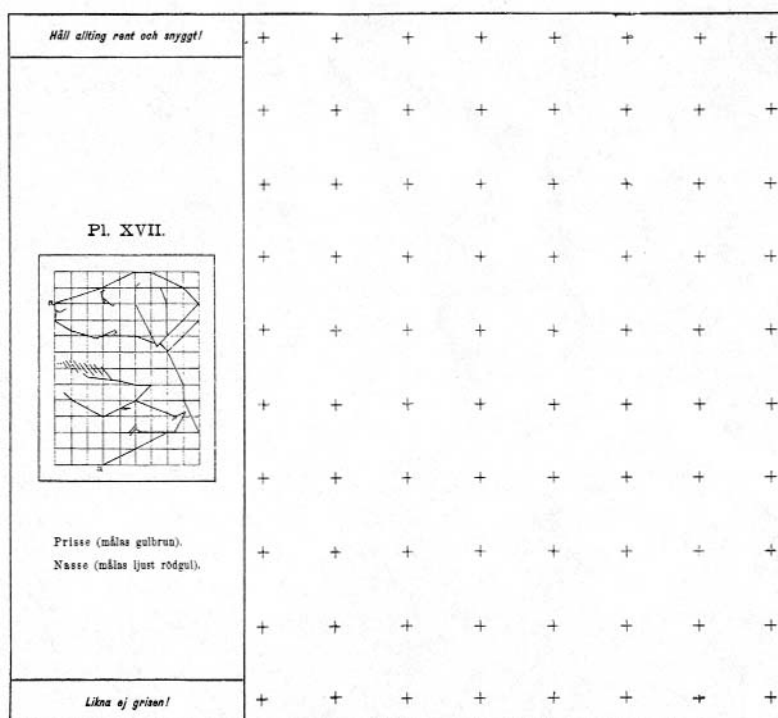 Håll allting rent och snyggt!
Pl. XVII.
a
a
Prisse (målas gulbrun).
Nasse (målas ljust rödgul).
Likna ej grisen!